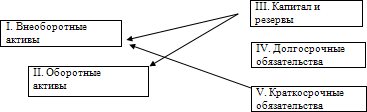 I. Внеоборотные
активы
II. Оборотные
активы
III. Капитал и
резервы
IV. Долгосрочные
обязательства
V. Краткосрочные
обязательства